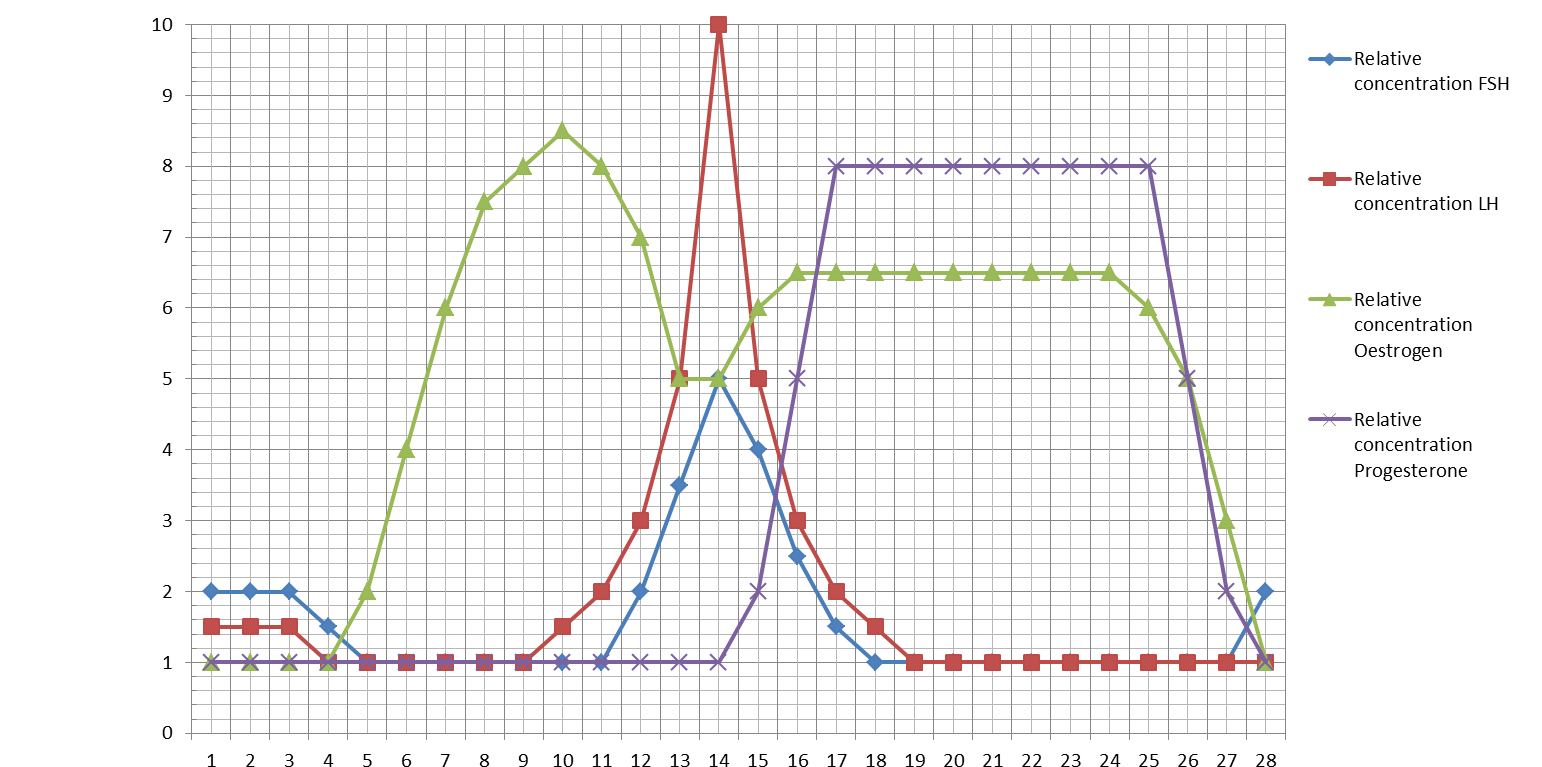 10
9
8
7
6
5
4
3
2
1
0
1 2 3 4 5 6 7 8 9 10 11 12 13 14 15 16 17 18 19 20 21 22 23 24 25 26 27 28
Relative
concentration FSH
Relative
concentration LH
Relative
concentration
Oestrogen
Relative
concentration
Progesterone